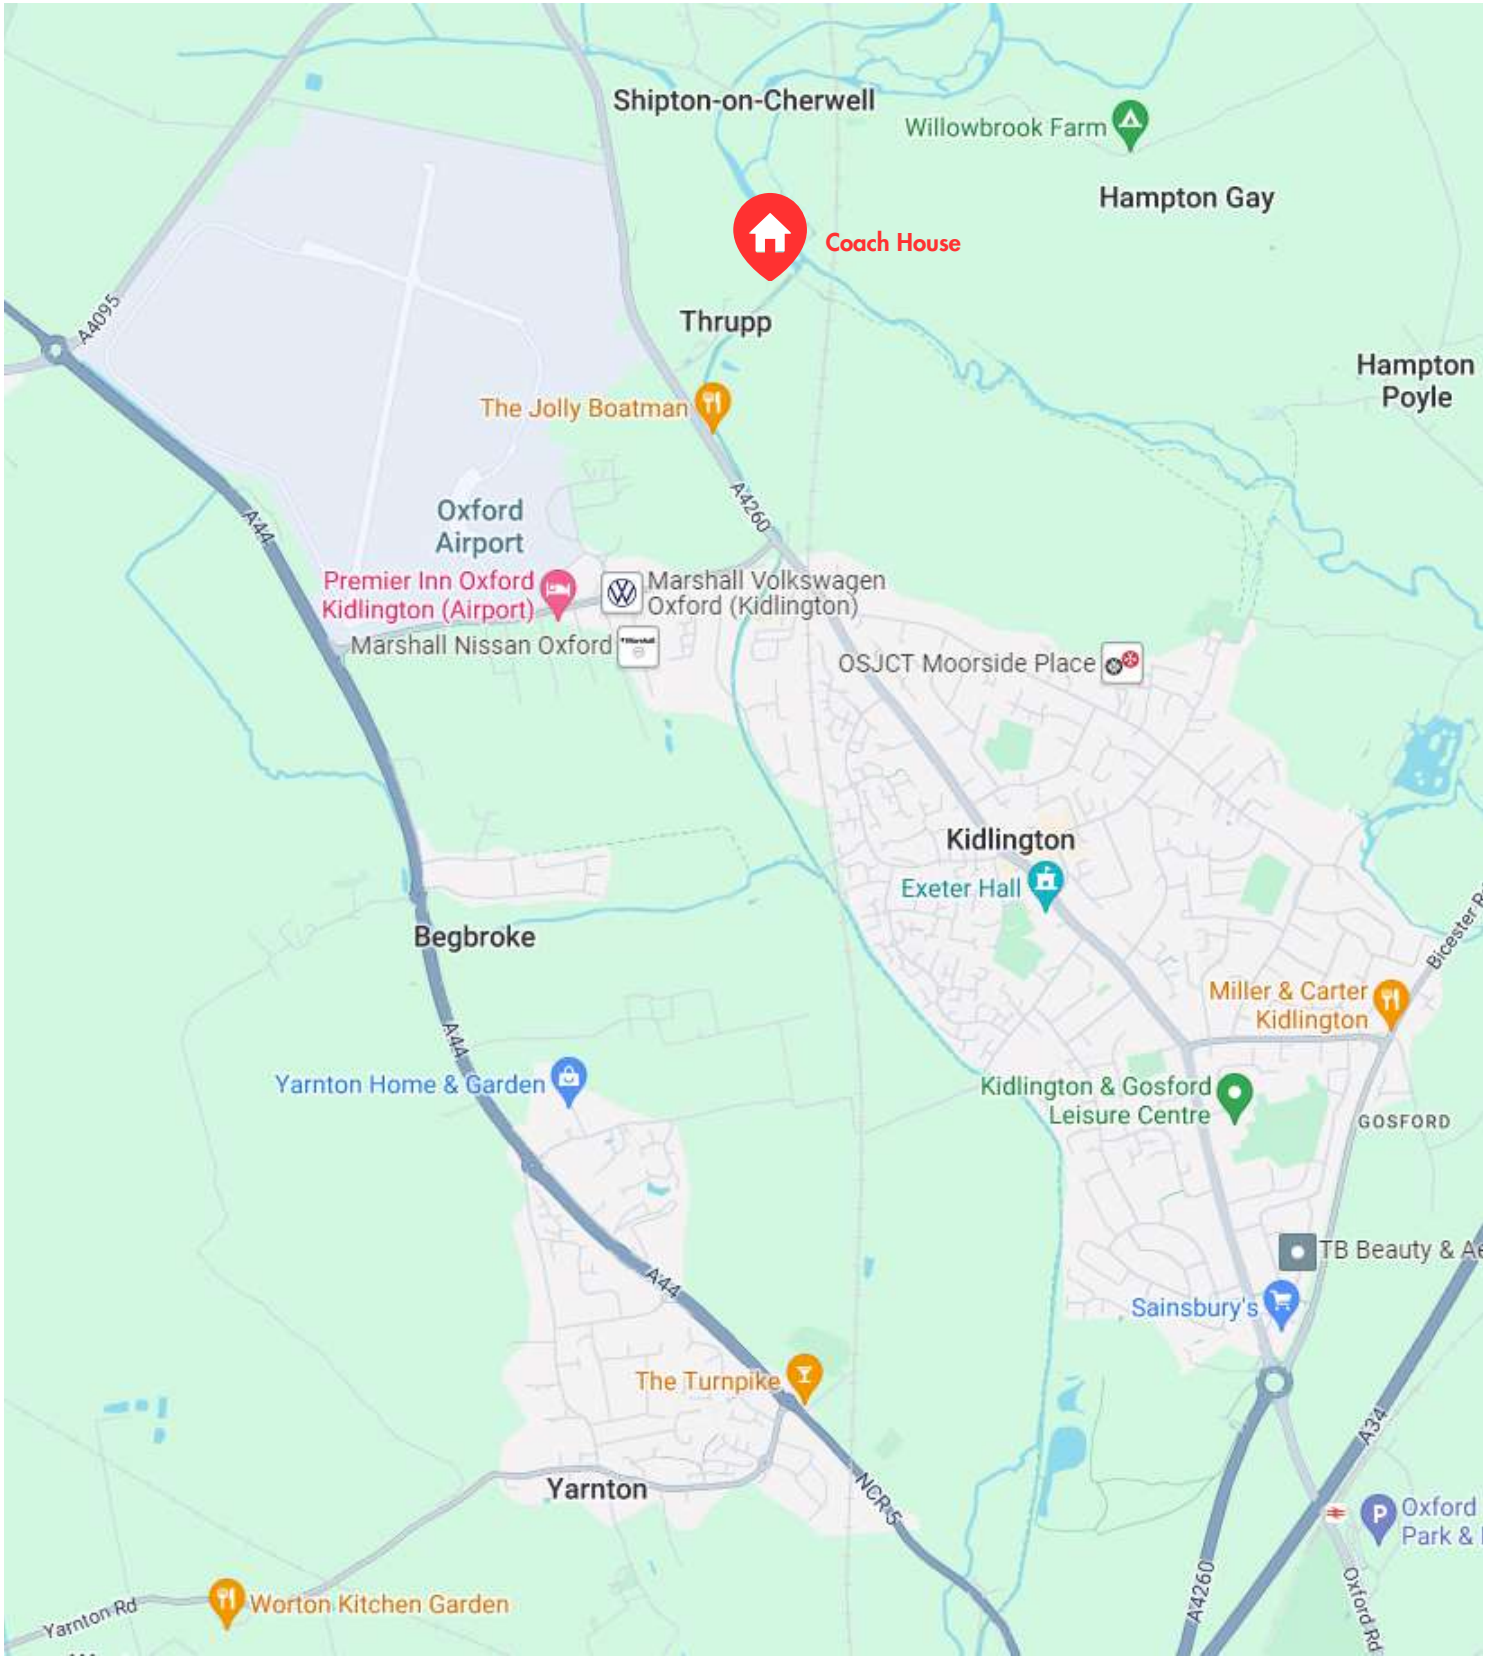 Shipton-on-Cherwell
Willowbrook Farm
Hampton Gay
Coach House
A4095
Thrupp
Hampton
Poyle
The Jolly Boatman
A4260
A44
Oxford
Airport
Premier Inn Oxford
Kidlington (Airport)
Marshall Volkswagen
Oxford (Kidlington)
Marshall Nissan Oxford
OSJCT Moorside Place
Kidlington
Exeter Hall
Begbroke
Bicester R
Miller & Carter
Kidlington
A44
Yarnton Home & Garden
Kidlington & Gosford
Leisure Centre
GOSFORD
TB Beauty & Ae
A44
Sainsbury's
The Turnpike
A34
Yarnton
NCR 5
Oxford
Park &
Worton Kitchen Garden
Yarnton Rd
A4260
Oxford Rd